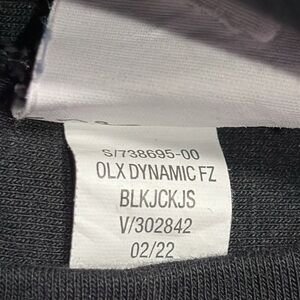 S/738695-00
OLX DYNAMIC FZ
BLKJCKJS
V/302842
02/22